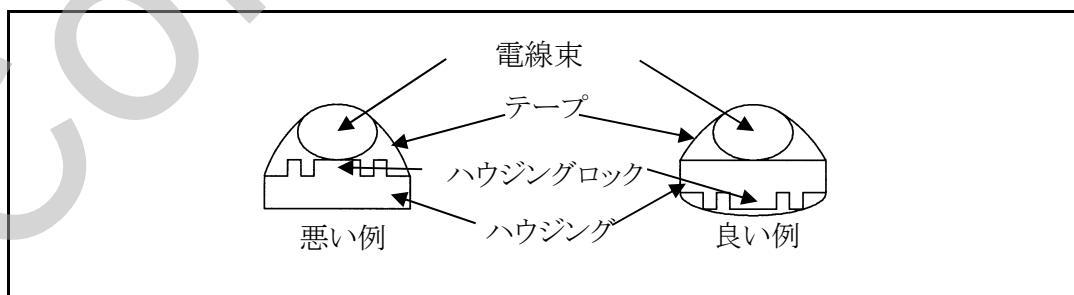 電線束
テープ
ハウジングロック
ハウジング
悪い例
良い例